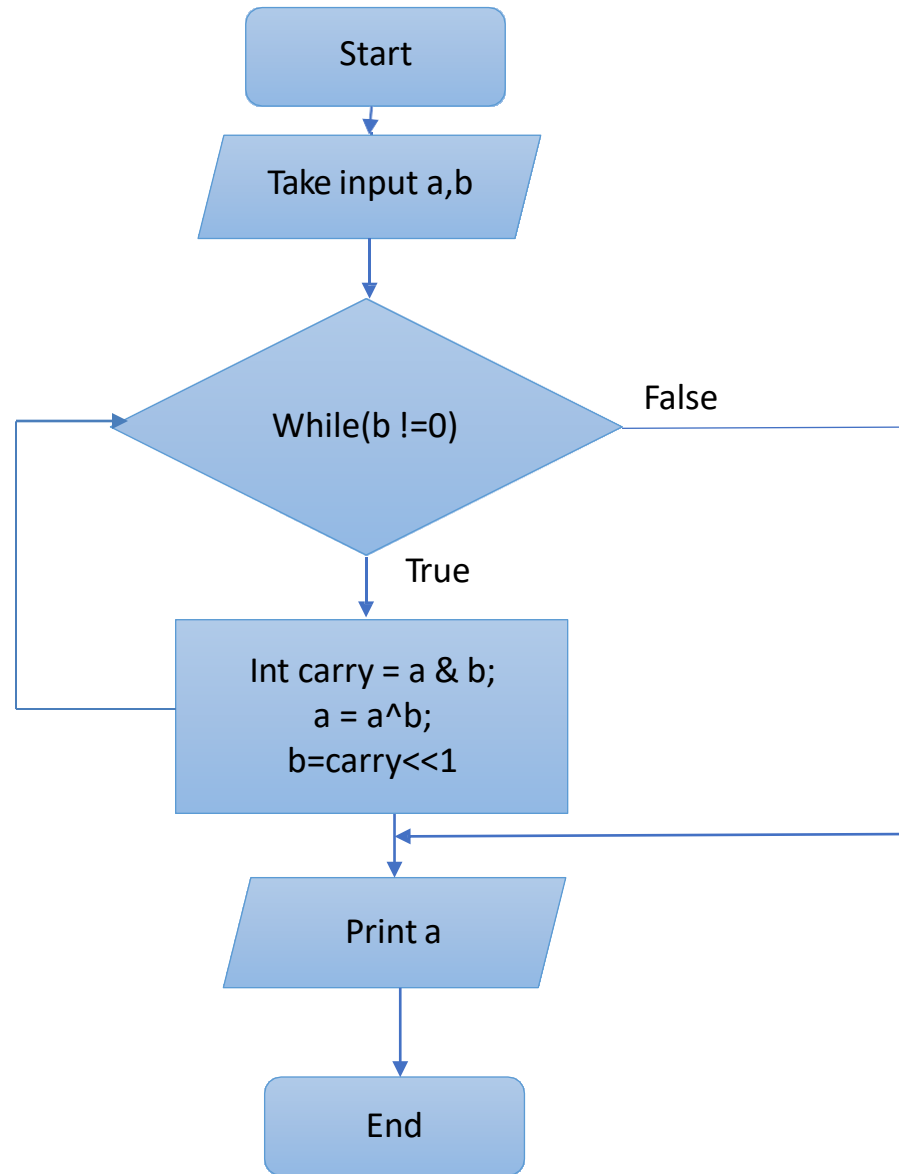 Start
Take input a,b
While(b !=0)
False
True
Int carry = a & b;
a = a^b;
b=carry<<1
Print a
End